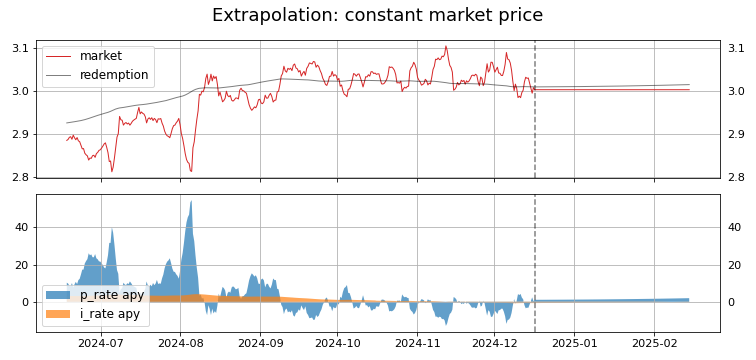 Extrapolation: constant market price
3.1 3.1
market
redemption
3.0 3.0
2.9 2.9
2.8 2.8
40 40
20 20
p_rate apy
0 0
i_rate apy
2024-07 2024-08 2024-09 2024-10 2024-11 2024-12 2025-01 2025-02